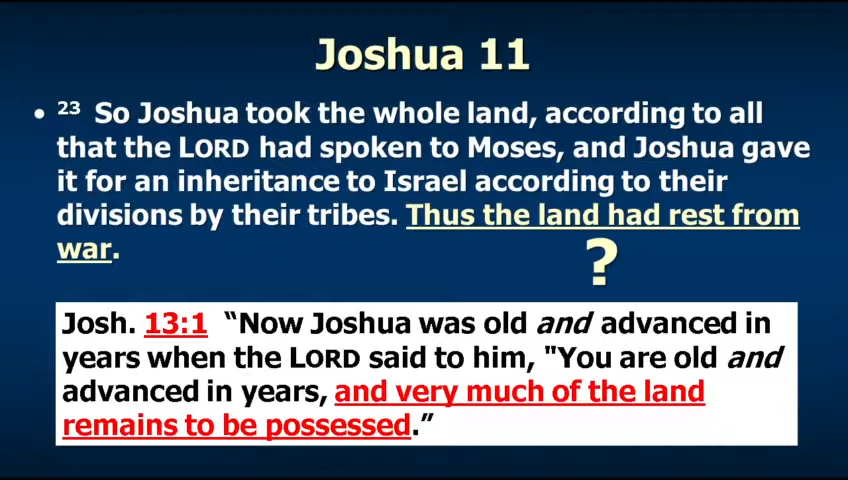 Joshua 11
• 23 So Joshua took the whole land, according to all
that the LORD had spoken to Moses, and Joshua gave
it for an inheritance to Israel according to their
divisions by their tribes. Thus the land had rest from
war.
?
Josh. 13:1 “Now Joshua was old and advanced in
years when the LORD said to him, "You are old and
advanced in years, and very much of the land
remains to be possessed.”